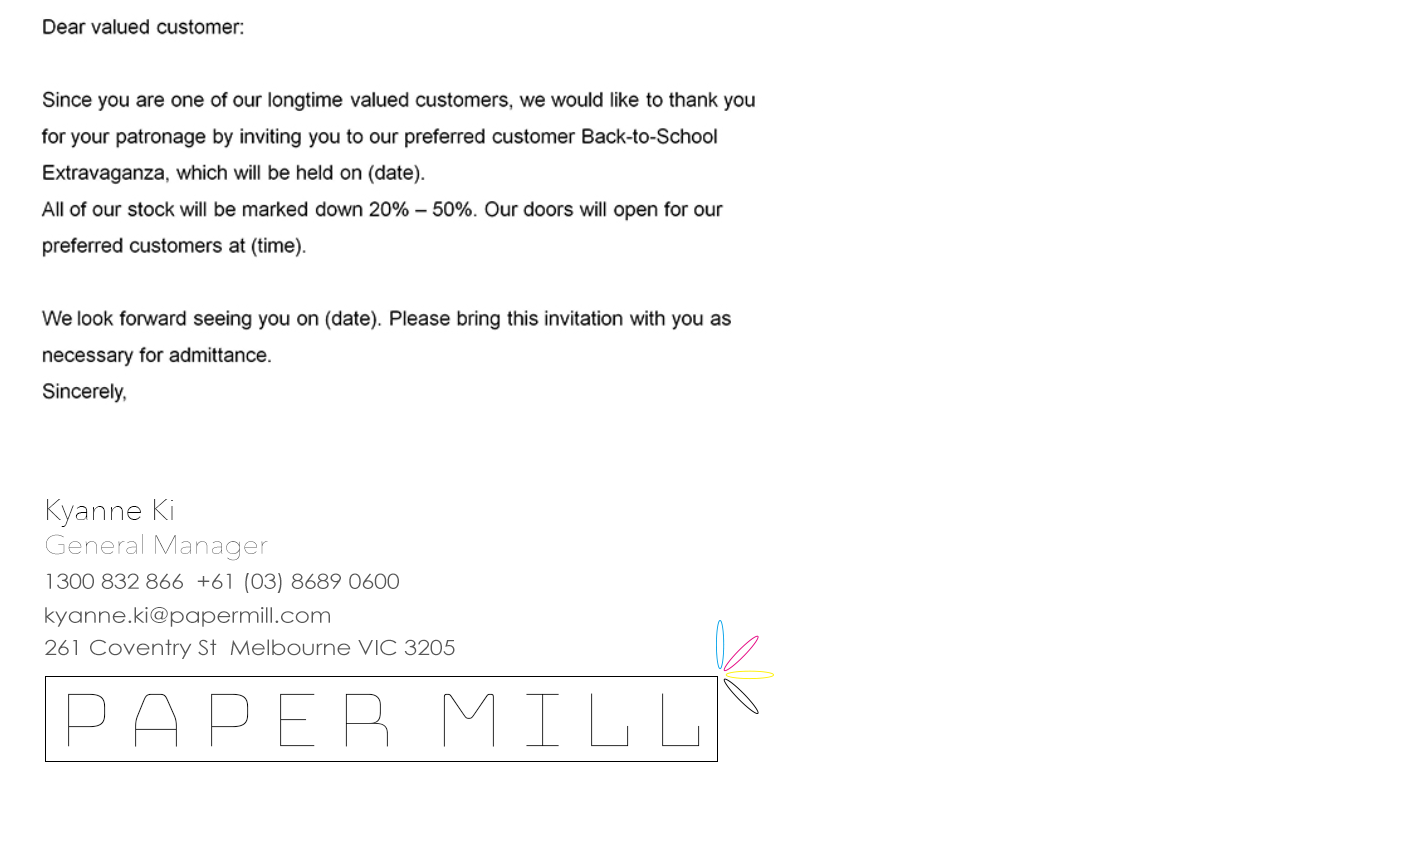 Dear valued customer:
Since you are one of our longtime valued customers, we would like to thank you
for your patronage by inviting you to our preferred customer Back-to-School
Extravaganza, which will be held on (date).
All of our stock will be marked down 20% – 50%. Our doors will open for our
preferred customers at (time).
We look forward seeing you on (date). Please bring this invitation with you as
necessary for admittance.
Sincerely,
Kyanne Ki
General Manager
1300 832 866  +61 (03) 8689 0600
kyanne.ki@papermill.com
261 Coventry St  Melbourne VIC 3205
PAPER MILL